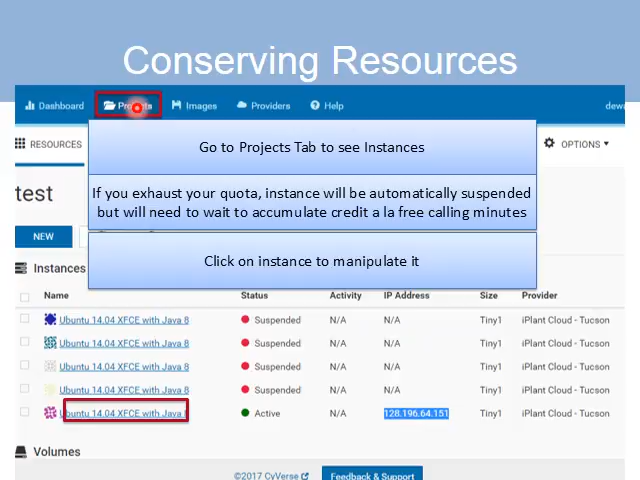 Conserving Resources
Dashboard Projects Images Providers Help
RESOURCES OPTIONS
Go to Projects Tab to see Instances
test
If you exhaust your quota, instance will be automatically suspended
but will need to wait to accumulate credit a la free calling minutes
NEW
Click on instance to manipulate it
Instances
Name Status Activity IP Address Size Provider
Ubuntu 14.04 XFCE with Java 8 Suspended N/A N/A Tiny1 iPlant Cloud - Tucson
Ubuntu 14.04 XFCE with Java 8 Suspended N/A N/A Tiny1 iPlant Cloud - Tucson
Ubuntu 14.04 XFCE with Java 8 Suspended N/A N/A Tiny1 iPlant Cloud - Tucson
Ubuntu 14.04 XFCE with Java 8 Suspended N/A N/A Tiny1 iPlant Cloud - Tucson
Ubuntu 14.04 XFCE with Java Active N/A 128.196.64.151 Tiny1 iPlant Cloud - Tucson
Volumes
©2017 CyVerse Feedback & Support